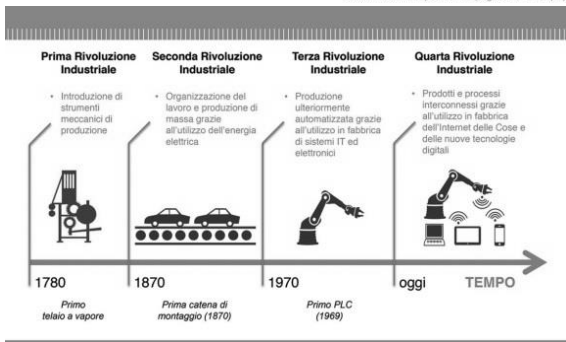 Prima Rivoluzione
Industriale
• Introduzione di
strumenti
meccanici di
produzione
Seconda Rivoluzione
Industriale
• Organizzazione del
lavoro e produzione di
massa grazie
all'utilizzo dell'energia
elettrica
Terza Rivoluzione
Industriale
• Produzione
ulteriormente
automatizzata grazie
all'utilizzo in fabbrica
di sistemi IT ed
elettronici
Quarta Rivoluzione
Industriale
• Prodotti e processi
interconnessi grazie
all'utilizzo in fabbrica
dell'Internet delle Cose e
delle nuove tecnologie
digitali
1780
1870
1970
oggi
TEMPO
Primo
telaio a vapore
Prima catena di
montaggio (1870)
Primo PLC
(1969)